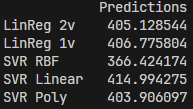 Predictions
LinReg 2v 405.128544
LinReg 1v 406.775804
SVR RBF 366.424174
SVR Linear 414.994275
SVR Poly 403.906097